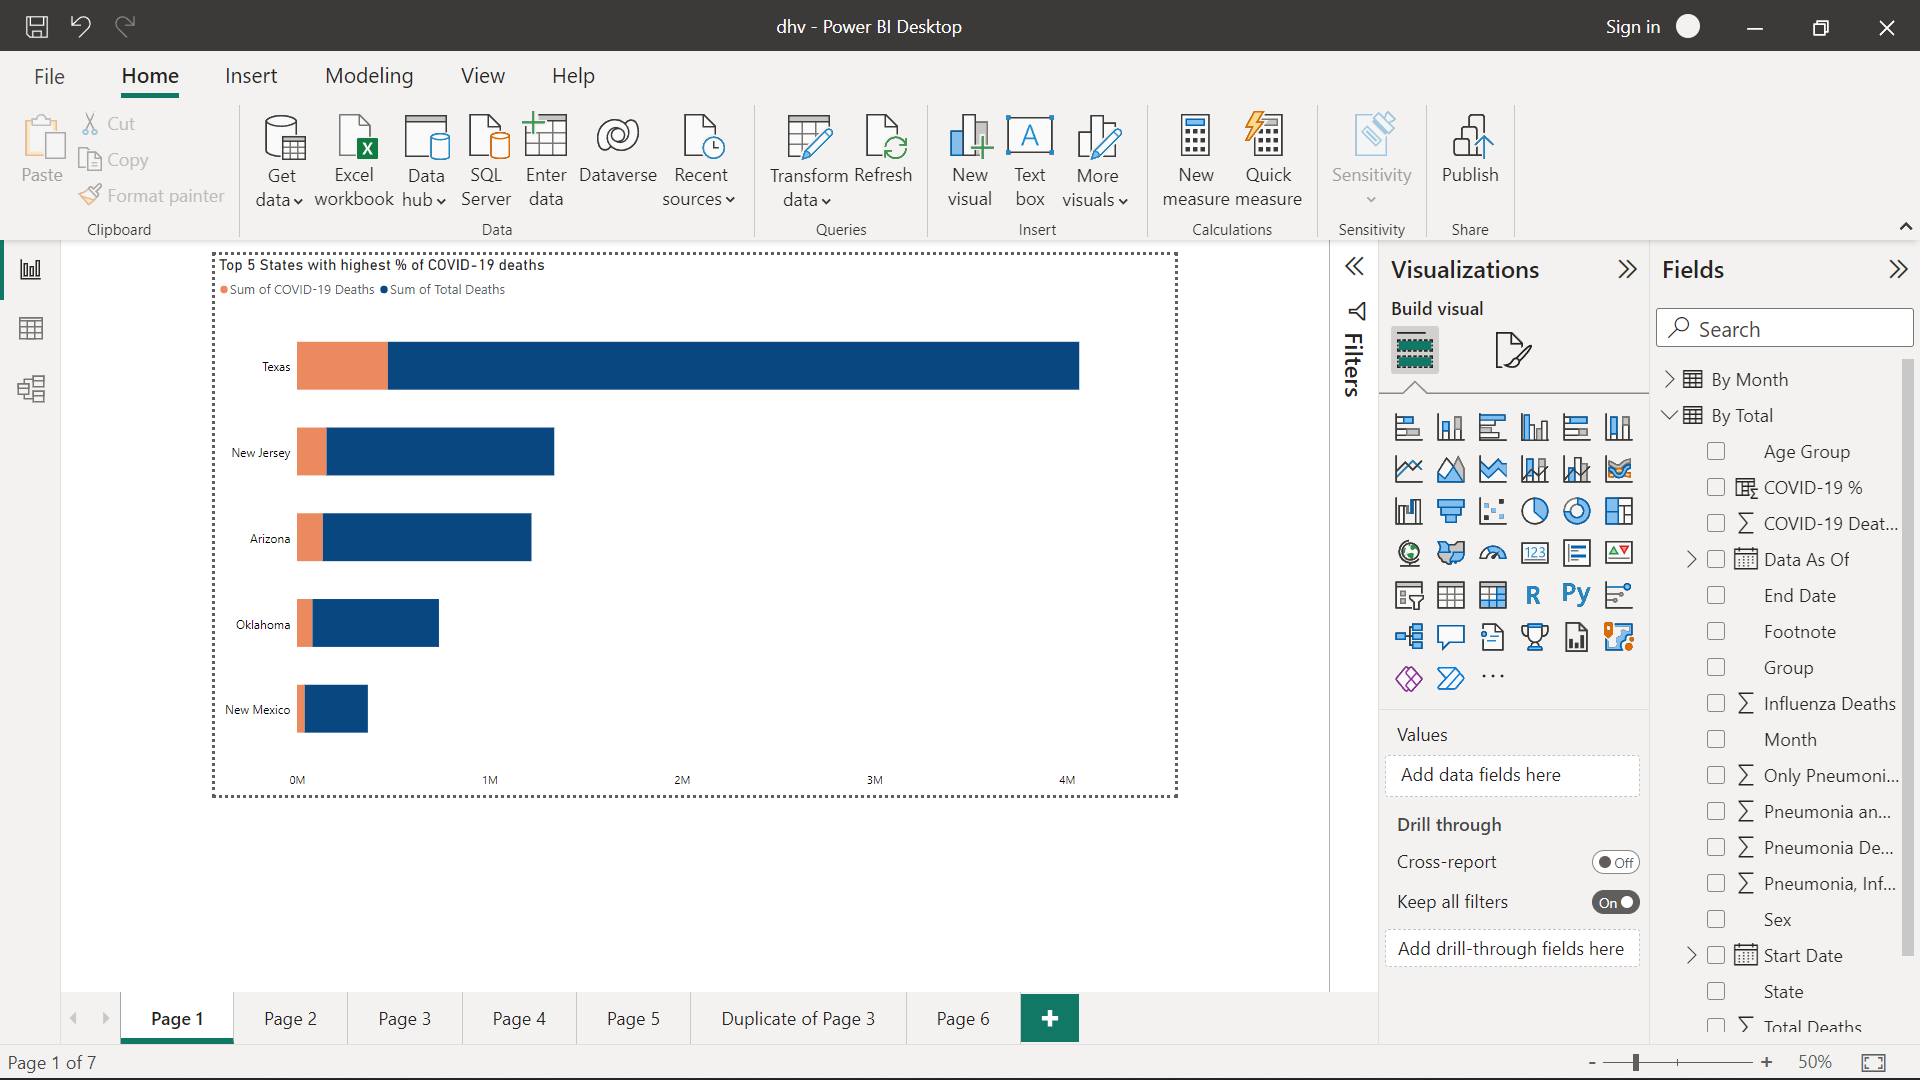 dhv - Power BI Desktop
Sign in
File
Home
Insert
Modeling
View
Help
Paste
Cut
Copy
Format painter
Clipboard
Get data
Excel workbook
Data hub
SQL Server
Enter data
Dataverse
Recent sources
Data
Transform data
Refresh
Queries
New visual
A
Text box
More visuals
Insert
New measure
Quick measure
Calculations
Sensitivity
Sensitivity
Publish
Share
Top 5 States with highest % of COVID-19 deaths
Sum of COVID-19 Deaths
Sum of Total Deaths
Texas
New Jersey
Arizona
Oklahoma
New Mexico
0M
1M
2M
3M
4M
Filters
Visualizations
Build visual
123
R
Py
Values
Add data fields here
Drill through
Cross-report
Off
Keep all filters
On
Add drill-through fields here
Fields
Search
By Month
By Total
Age Group
COVID-19 %
COVID-19 Deat...
Data As Of
End Date
Footnote
Group
Influenza Deaths
Month
Only Pneumoni...
Pneumonia an...
Pneumonia De...
Pneumonia, Inf...
Sex
Start Date
State
Total Deaths
Page 1
Page 2
Page 3
Page 4
Page 5
Duplicate of Page 3
Page 6
Page 1 of 7
50%